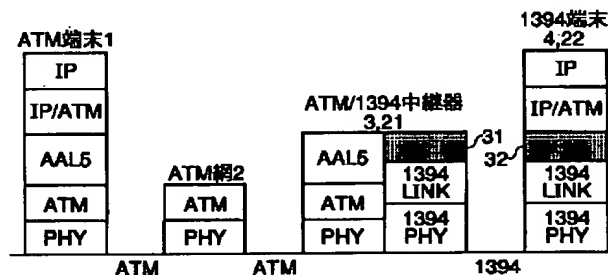 ATM端末1
IP
IP/ATM
AAL5
ATM
PHY
ATM網2
ATM
PHY
ATM/1394中継器
3,21
AAL5
ATM
PHY
31
1394
LINK
1394
PHY
1394端末
4,22
IP
IP/ATM
32
1394
LINK
1394
PHY
ATM
ATM
1394